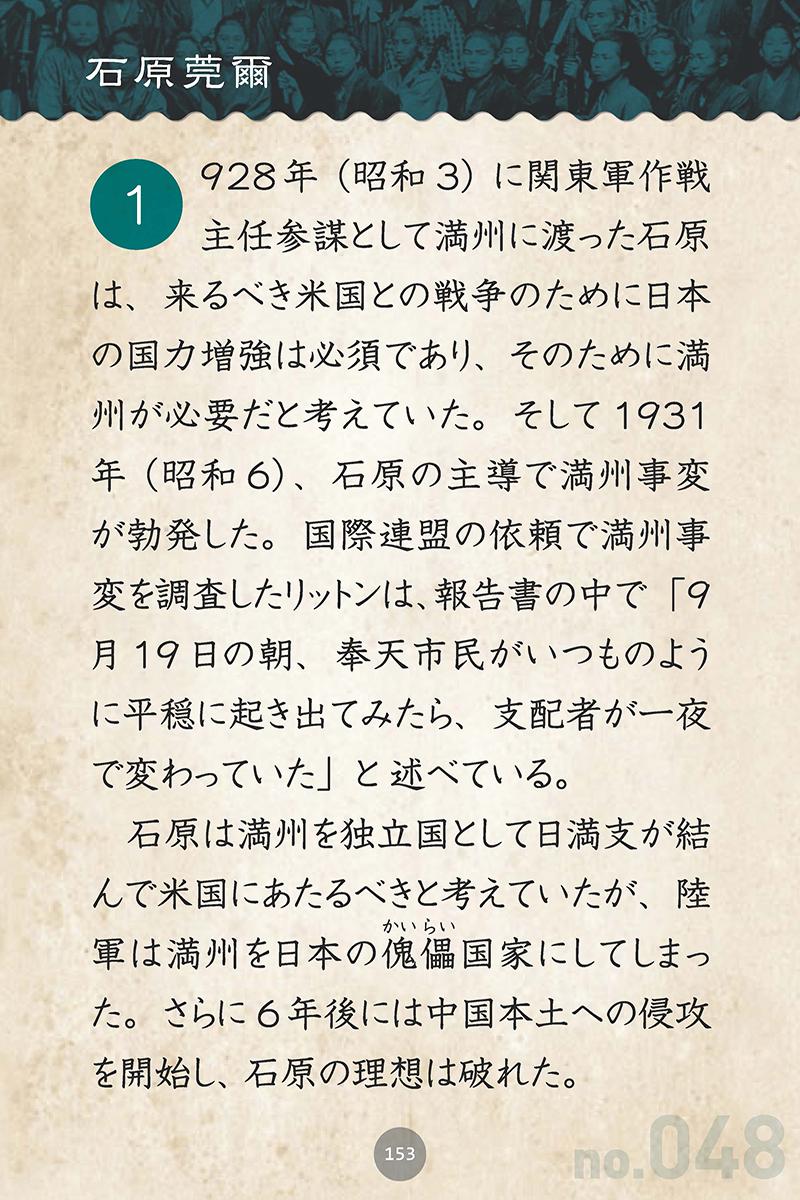 石原莞爾
1
928年（昭和3）に関東軍作戦
主任参謀として満州に渡った石原
は、来るべき米国との戦争のために日本
の国力増強は必須であり、そのために満
州が必要だと考えていた。そして1931
年（昭和6）、石原の主導で満州事変
が勃発した。国際連盟の依頼で満州事
変を調査したリットンは、報告書の中で「9
月19日の朝、奉天市民がいつものよう
に平穏に起き出てみたら、支配者が一夜
で変わっていた」と述べている。
石原は満州を独立国として日満支が結
んで米国にあたるべきと考えていたが、陸
かいらい
軍は満州を日本の傀儡国家にしてしまっ
た。さらに6年後には中国本土への侵攻
を開始し、石原の理想は破れた。
153
no.048